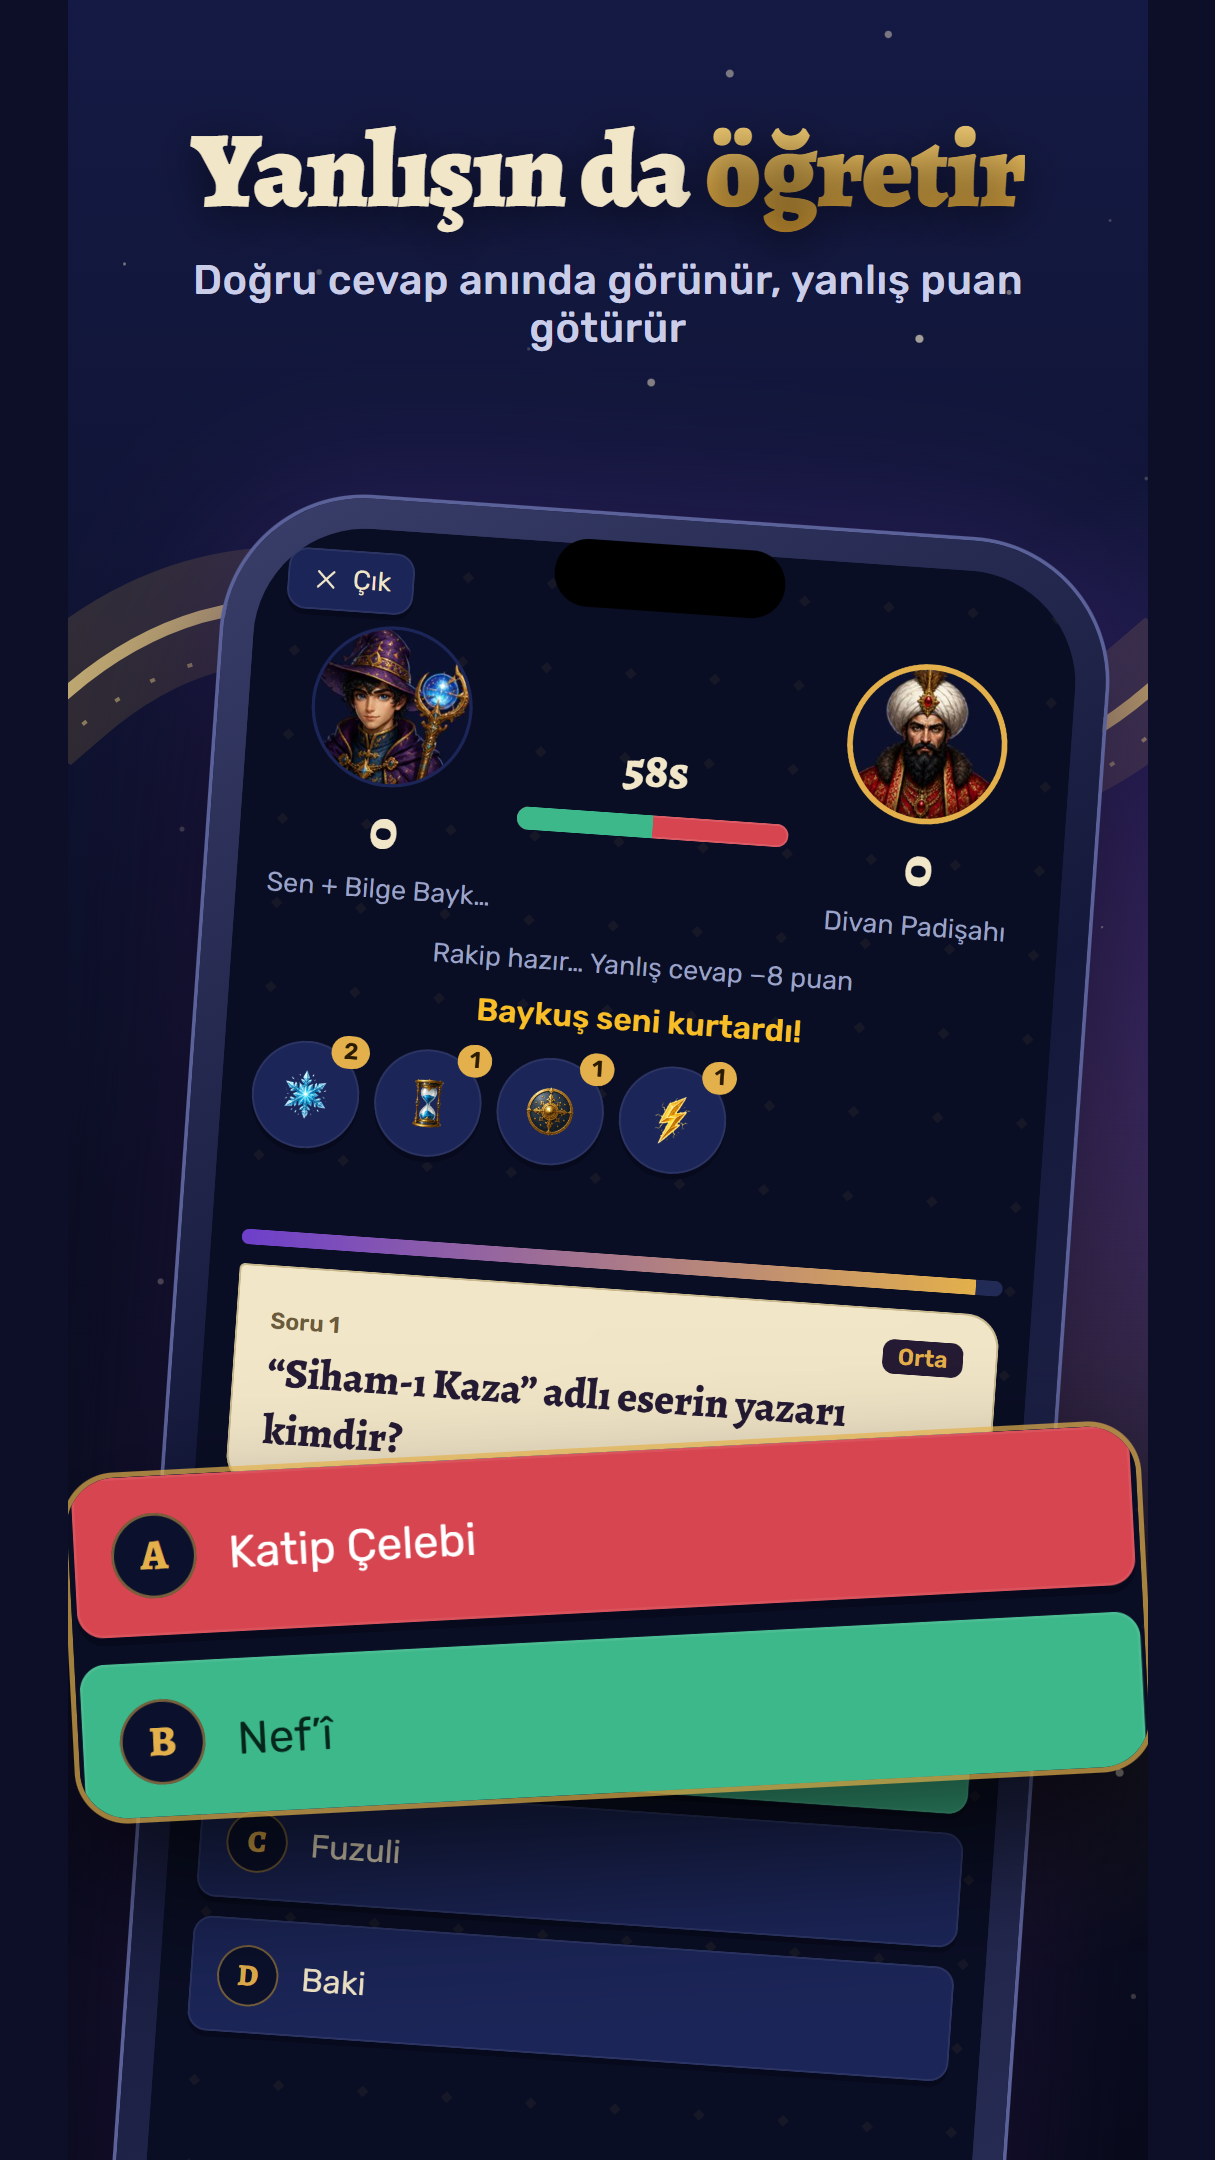 Yanlışın da öğretir
Doğru cevap anında görünür, yanlış puan
götürür
Çık
58s
0
0
Sen + Bilge Bayk...
Divan Padişahı
Rakip hazır... Yanlış cevap −8 puan
Baykuş seni kurtardı!
2
1
1
1
Soru 1
Orta
“Siham-ı Kaza” adlı eserin yazarı
kimdir?
A Katip Çelebi
B Nef'î
C Fuzuli
D Baki